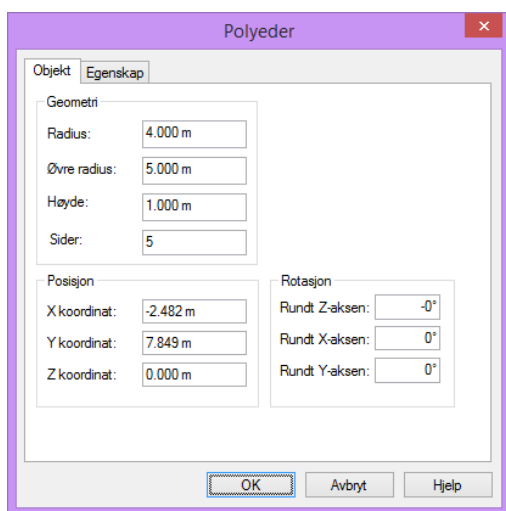 Polyeder
Objekt Egenskap
Geometri
Radius: 4.000 m
Øvre radius: 5.000 m
Høyde: 1.000 m
Sider: 5
Posisjon
X koordinat: -2.482 m
Y koordinat: 7.849 m
Z koordinat: 0.000 m
Rotasjon
Rundt Z-aksen: -0°
Rundt X-aksen: 0°
Rundt Y-aksen: 0°
OK Avbryt Hjelp